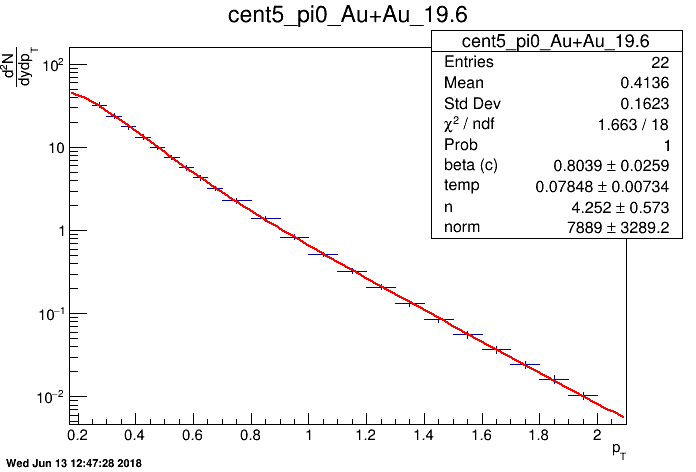 cent5_pi0_Au+Au_19.6
d²N
dydp_T
cent5_pi0_Au+Au_19.6
Entries 22
Mean 0.4136
Std Dev 0.1623
χ² / ndf 1.663 / 18
Prob 1
beta (c) 0.8039 ± 0.0259
temp 0.07848 ± 0.00734
n 4.252 ± 0.573
norm 7889 ± 3289.2
10²
10
1
10⁻¹
10⁻²
0.2 0.4 0.6 0.8 1 1.2 1.4 1.6 1.8 2
p_T
Wed Jun 13 12:47:28 2018